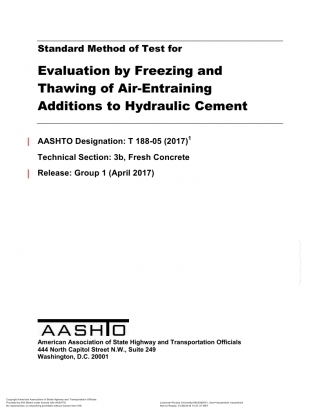 Standard Method of Test for
Evaluation by Freezing and
Thawing of Air-Entraining
Additions to Hydraulic Cement
AASHTO Designation: T 188-05 (2017)1
Technical Section: 3b, Fresh Concrete
Release: Group 1 (April 2017)
AASHTO
American Association of State Highway and Transportation Officials
444 North Capitol Street N.W., Suite 249
Washington, D.C. 20001